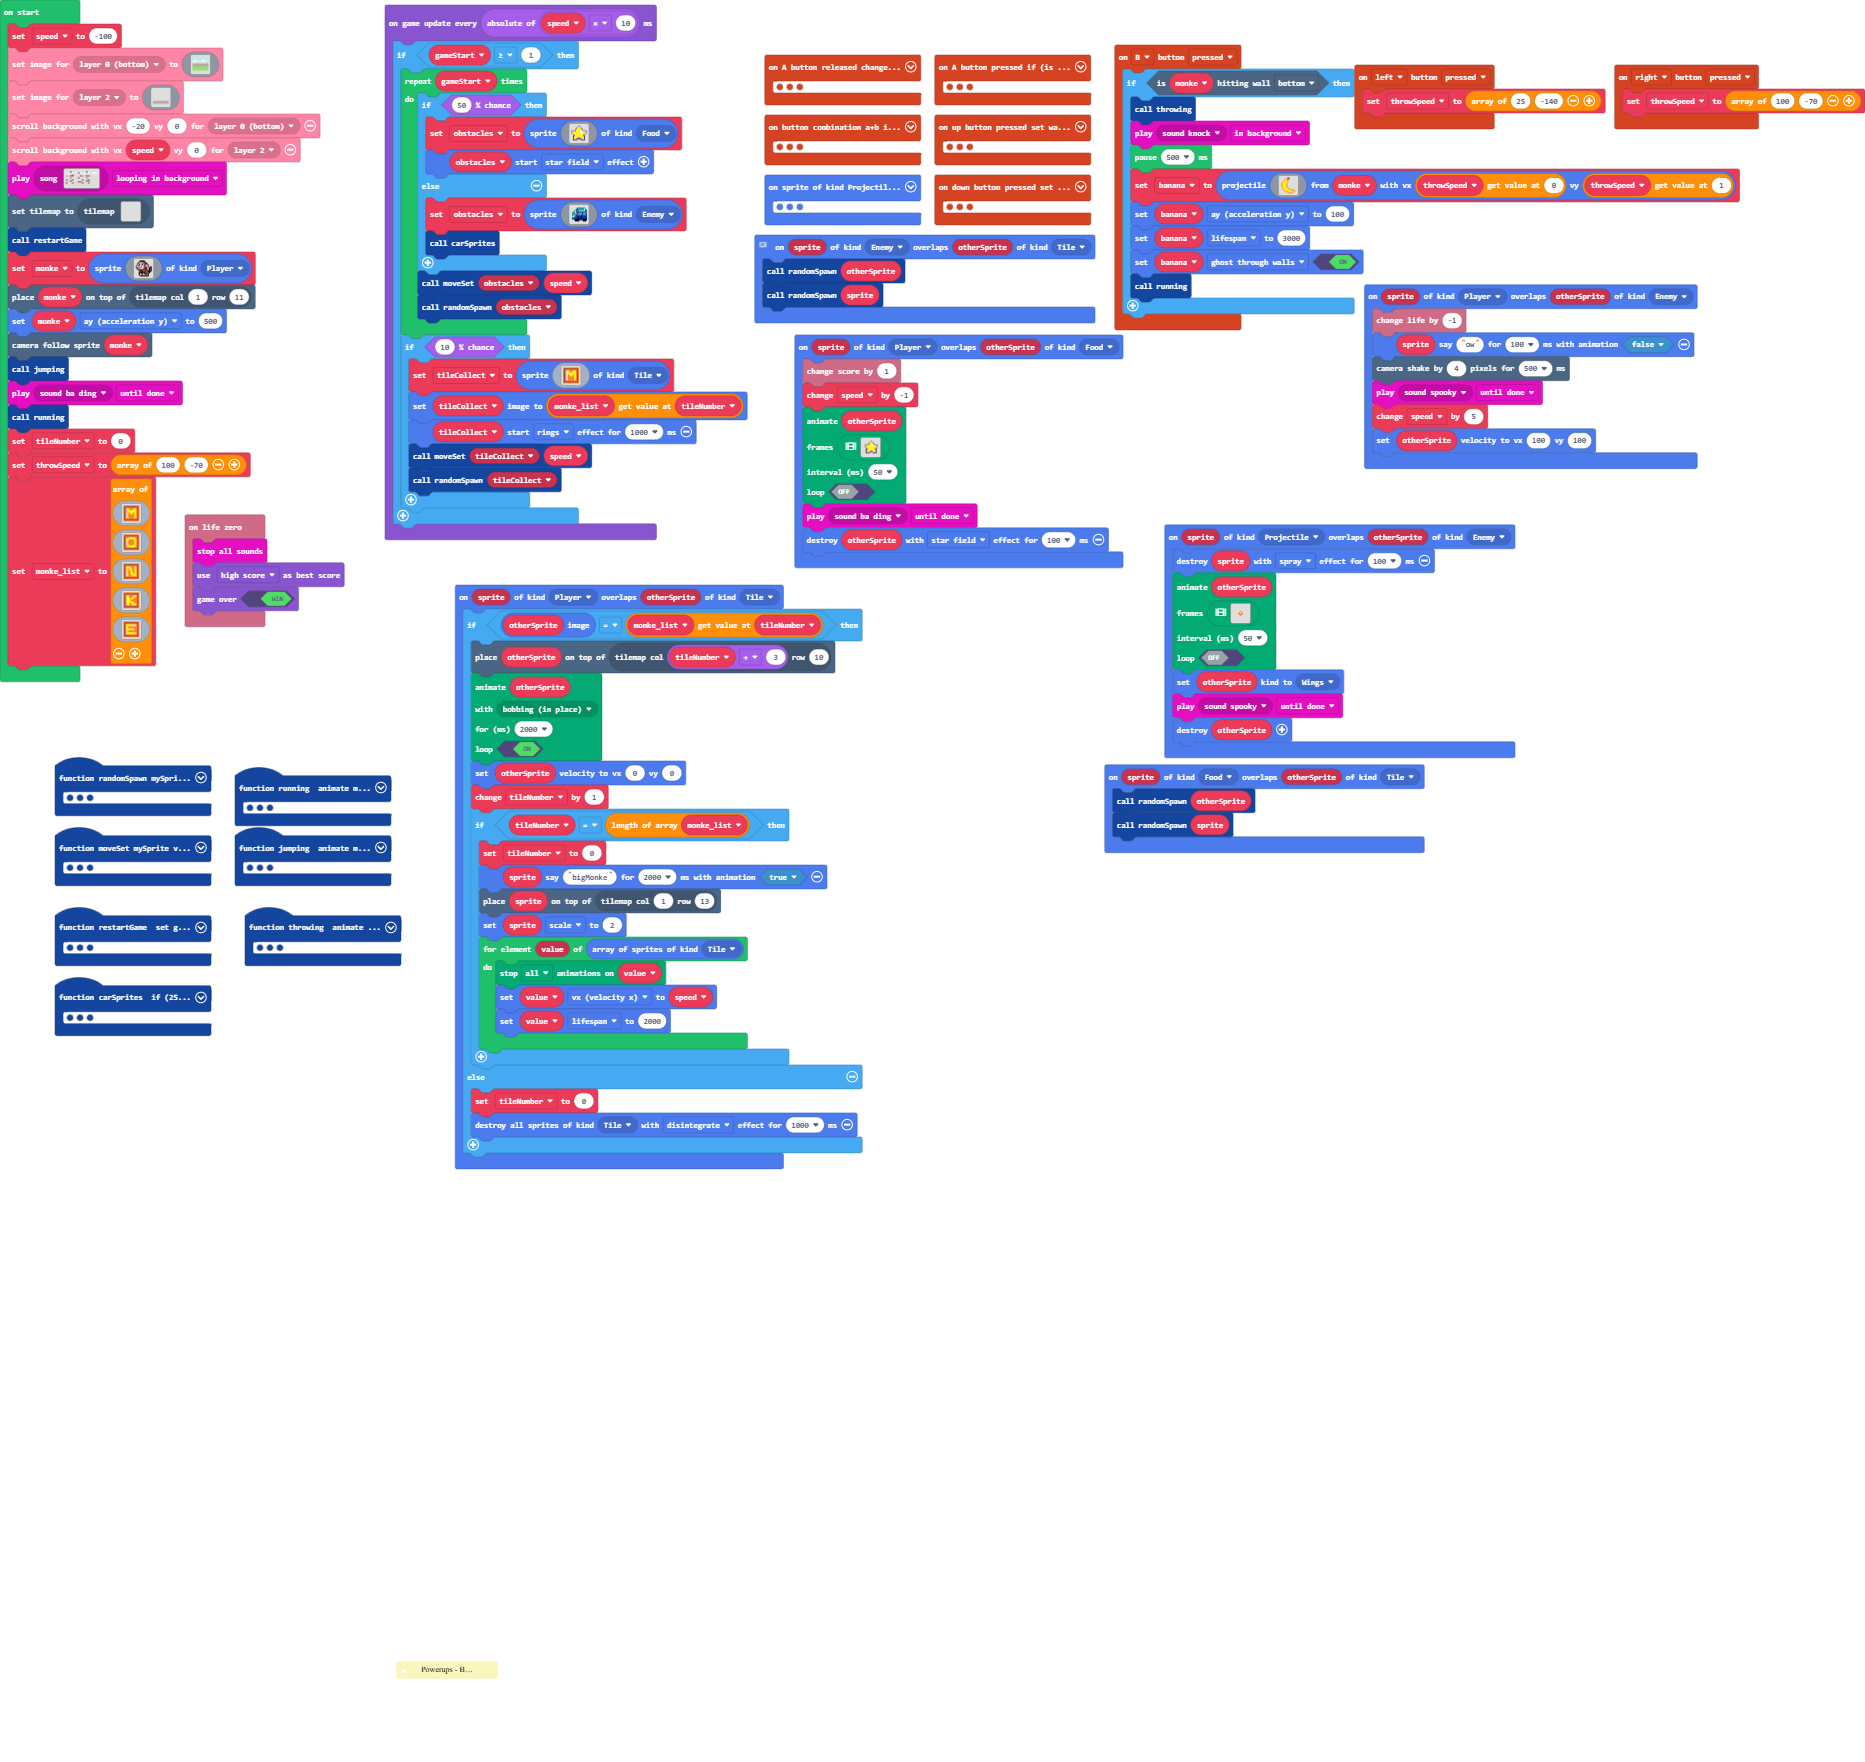 on start
set speed to -100
set image for layer 0 (bottom) to
set image for layer 2 to
scroll background with vx -20 vy 0 for layer 0 (bottom)
scroll background with vx speed vy 0 for layer 2
play song looping in background
set tilemap to tilemap
call restartGame
set monke to sprite of kind Player
place monke on top of tilemap col 1 row 11
set monke ay (acceleration y) to 500
camera follow sprite monke
call jumping
play sound ba ding until done
call running
set tileNumber to 0
set throwSpeed to array of 100 -70
set monke_list to array of
M
O
N
K
E
on life zero
stop all sounds
use high score as best score
game over WIN
function randomSpawn mySpri...
function running animate m...
function moveSet mySprite v...
function jumping animate m...
function restartGame set g...
function throwing animate ...
function carSprites if (25...
on game update every absolute of speed × 10 ms
if gameStart ≥ 1 then
repeat gameStart times
do if 50 % chance then
set obstacles to sprite of kind Food
obstacles start star field effect
else
set obstacles to sprite of kind Enemy
call carSprites
call moveSet obstacles speed
call randomSpawn obstacles
if 10 % chance then
set tileCollect to sprite M of kind Tile
set tileCollect image to monke_list get value at tileNumber
tileCollect start rings effect for 1000 ms
call moveSet tileCollect speed
call randomSpawn tileCollect
on A button released change...
on A button pressed if (is ...
on button combination a+b i...
on up button pressed set wa...
on sprite of kind Projectil...
on down button pressed set ...
on sprite of kind Enemy overlaps otherSprite of kind Tile
call randomSpawn otherSprite
call randomSpawn sprite
on sprite of kind Player overlaps otherSprite of kind Food
change score by 1
change speed by -1
animate otherSprite
frames
interval (ms) 50
loop OFF
play sound ba ding until done
destroy otherSprite with star field effect for 100 ms
on B button pressed
if is monke hitting wall bottom then
call throwing
play sound knock in background
pause 500 ms
set banana to projectile from monke with vx throwSpeed get value at 0 vy throwSpeed get value at 1
set banana ay (acceleration y) to 100
set banana lifespan to 3000
set banana ghost through walls ON
call running
on left button pressed
set throwSpeed to array of 25 -140
on right button pressed
set throwSpeed to array of 100 -70
on sprite of kind Player overlaps otherSprite of kind Enemy
change life by -1
sprite say "ow" for 100 ms with animation false
camera shake by 4 pixels for 500 ms
play sound spooky until done
change speed by 5
set otherSprite velocity to vx 100 vy 100
on sprite of kind Projectile overlaps otherSprite of kind Enemy
destroy sprite with spray effect for 100 ms
animate otherSprite
frames
interval (ms) 50
loop OFF
set otherSprite kind to Wings
play sound spooky until done
destroy otherSprite
on sprite of kind Food overlaps otherSprite of kind Tile
call randomSpawn otherSprite
call randomSpawn sprite
on sprite of kind Player overlaps otherSprite of kind Tile
if otherSprite image = monke_list get value at tileNumber then
place otherSprite on top of tilemap col tileNumber + 3 row 10
animate otherSprite
with bobbing (in place)
for (ms) 2000
loop ON
set otherSprite velocity to vx 0 vy 0
change tileNumber by 1
if tileNumber = length of array monke_list then
set tileNumber to 0
sprite say "bigMonke" for 2000 ms with animation true
place sprite on top of tilemap col 1 row 13
set sprite scale to 2
for element value of array of sprites of kind Tile
do stop all animations on value
set value vx (velocity x) to speed
set value lifespan to 2000
else
set tileNumber to 0
destroy all sprites of kind Tile with disintegrate effect for 1000 ms
Powerups - B...